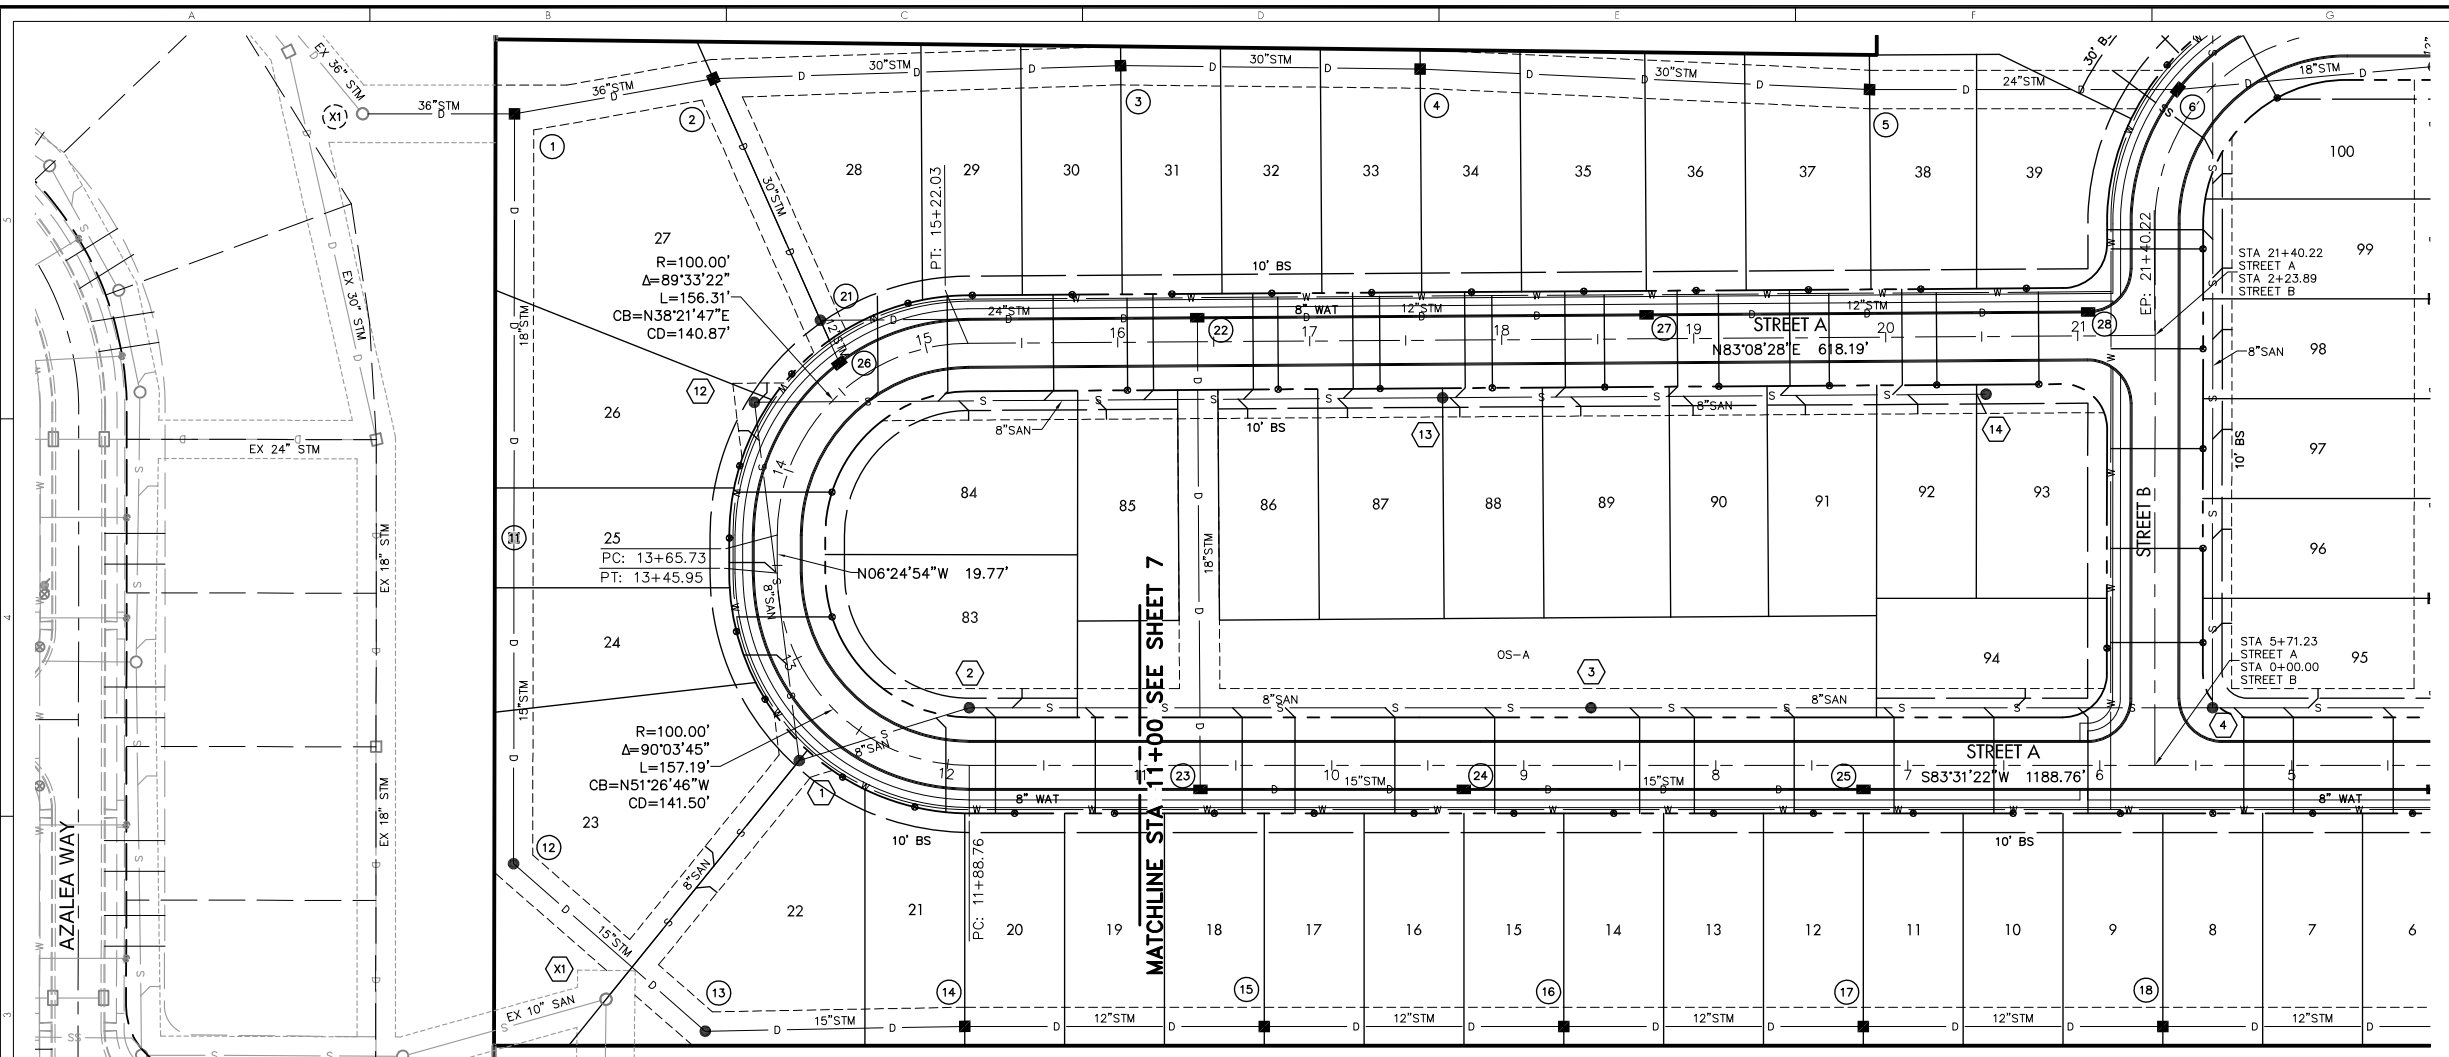 A
B
C
D
E
F
G
5
4
3
EX 36" STM
X1
36"STM
D
36"STM
D
30"STM
D
30"STM
D
30"STM
D
24"STM
D
18"STM
D
12"
30' BS
1
2
3
4
5
6
28
29
30
31
32
33
34
35
36
37
38
39
100
99
98
97
96
95
EX 30" STM
18"STM
30"STM
27
R=100.00'
Δ=89°33'22"
L=156.31'
CB=N38°21'47"E
CD=140.87'
PT: 15+22.03
10' BS
EP: 21+40.22
STA 21+40.22
STREET A
STA 2+23.89
STREET B
21
24"STM
12"STM
8" WAT
12"STM
12"STM
15
16
17
18
19
20
21
22
26
27
28
STREET A
N83°08'28"E 618.19'
8"SAN
12
13
14
8"SAN
8"SAN
10' BS
10' BS
26
EX 24" STM
14
84
85
86
87
88
89
90
91
92
93
11
25
PC: 13+65.73
PT: 13+45.95
N06°24'54"W 19.77'
8"SAN
18"STM
STREET B
EX 18" STM
24
83
13
2
3
OS-A
94
STA 5+71.23
STREET A
STA 0+00.00
STREET B
MATCHLINE STA 11+00 SEE SHEET 7
15"STM
R=100.00'
Δ=90°03'45"
L=157.19'
CB=N51°26'46"W
CD=141.50'
8"SAN
8"SAN
8"SAN
4
STREET A
S83°31'22"W 1188.76'
12
11
10
9
8
7
6
5
23
24
25
15"STM
15"STM
8" WAT
8" WAT
1
23
EX 18" STM
AZALEA WAY
12
10' BS
10' BS
PC: 11+88.76
8"SAN
15"STM
22
21
20
19
18
17
16
15
14
13
12
11
10
9
8
7
6
X1
EX 10" SAN
13
14
15
16
17
18
15"STM
12"STM
12"STM
12"STM
12"STM
12"STM
SS
S
D
W